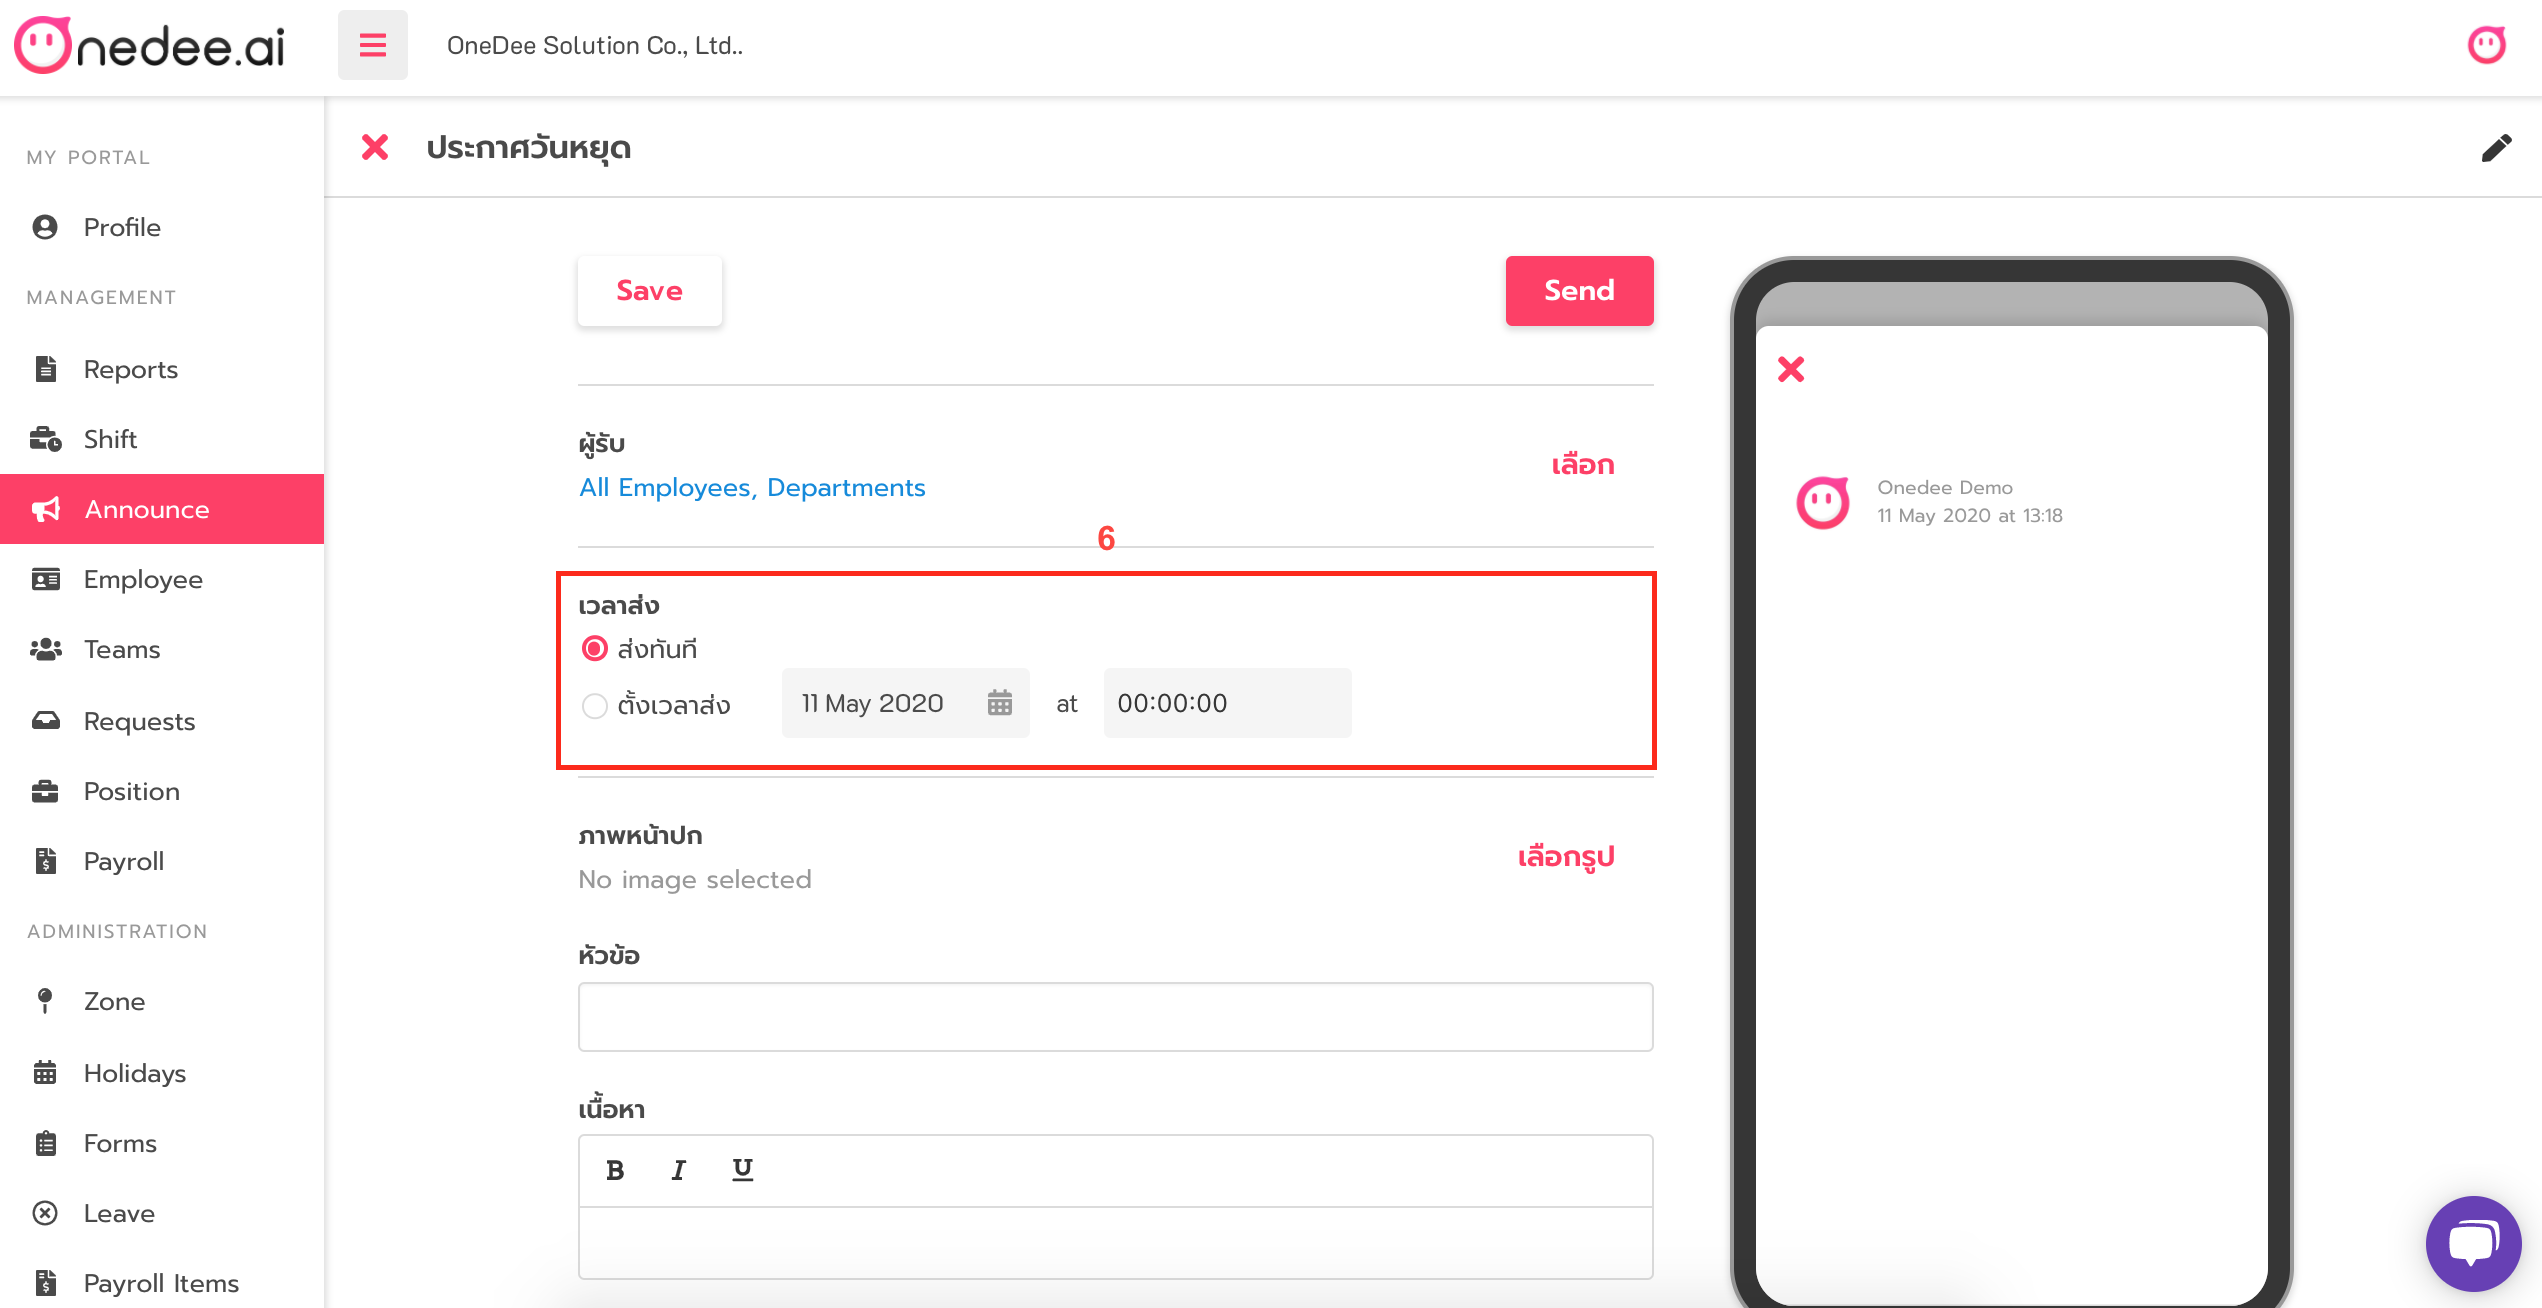 Onedee.ai
OneDee Solution Co., Ltd..
MY PORTAL
Profile
MANAGEMENT
Reports
Shift
Announce
Employee
Teams
Requests
Position
Payroll
ADMINISTRATION
Zone
Holidays
Forms
Leave
Payroll Items
ประกาศวันหยุด
Save
Send
ผู้รับ
All Employees, Departments
เลือก
6
เวลาส่ง
ส่งทันที
ตั้งเวลาส่ง 11 May 2020 at 00:00:00
ภาพหน้าปก
No image selected
เลือกรูป
หัวข้อ
เนื้อหา
B I U
Onedee Demo
11 May 2020 at 13:18